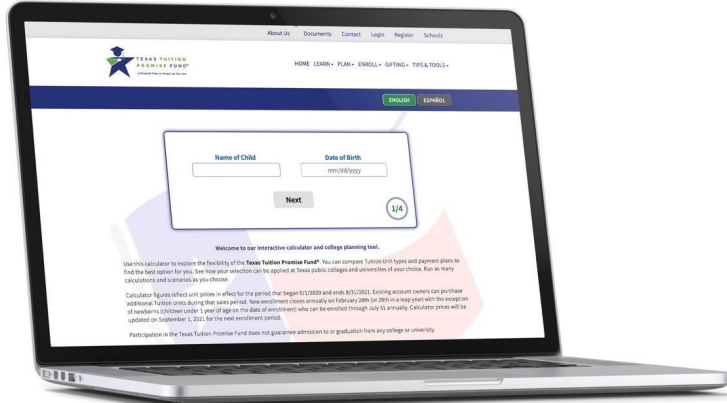 About Us Documents Contact Login Register Schools
TEXAS TUITION
PROMISE FUND®
HOME LEARN PLAN ENROLL GIFTING TIPS & TOOLS
ENGLISH ESPAÑOL
Name of Child Date of Birth
mm/dd/yyyy
Next
1/4
Welcome to our interactive calculator and college planning tool.
Use this calculator to explore the flexibility of the Texas Tuition Promise Fund®. You can compare Tuition Unit types and payment plans to
find the best option for you. See how your selection can be applied at Texas public colleges and universities of your choice. Run as many
calculations and scenarios as you choose.
Calculator figures reflect unit prices in effect for the period that began 9/1/2020 and ends 8/31/2021. Existing account owners can purchase
additional Tuition Units during that sales period. New enrollment closes annually on February 28th (or 29th in a leap year) with the exception
of newborns (children under 1 year of age on the date of enrollment) who can be enrolled through July 31 annually. Calculator prices will be
updated on September 1, 2021 for the next enrollment period.
Participation in the Texas Tuition Promise Fund does not guarantee admission to or graduation from any college or university.